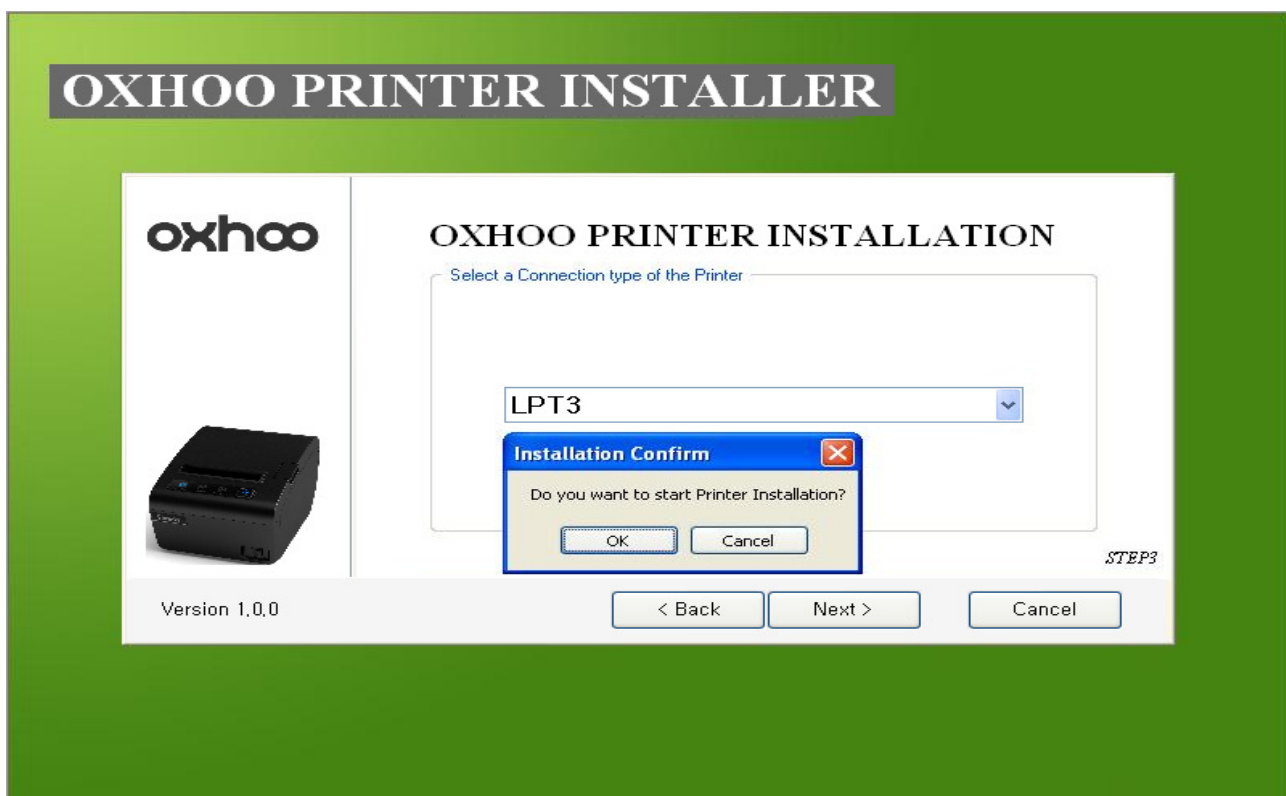 OXHOO PRINTER INSTALLER
oxhoo
OXHOO PRINTER INSTALLATION
Select a Connection type of the Printer
LPT3
Installation Confirm
Do you want to start Printer Installation?
OK Cancel
STEP3
Version 1,0,0
< Back Next > Cancel